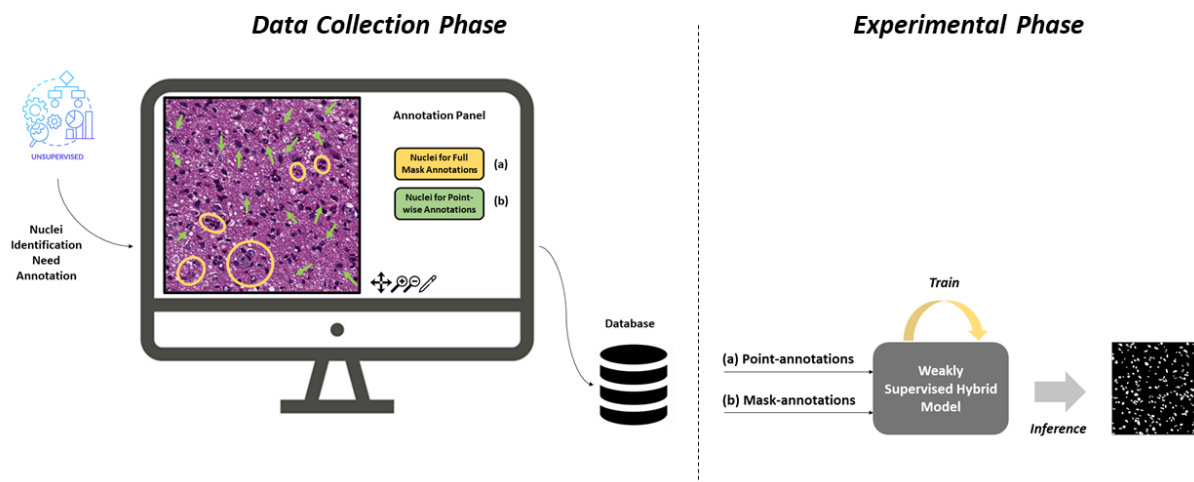 Data Collection Phase
Experimental Phase
UNSUPERVISED
Nuclei
Identification
Need
Annotation
Annotation Panel
Nuclei for Full
Mask Annotations
(a)
Nuclei for Point-
wise Annotations
(b)
Database
Train
(a) Point-annotations
(b) Mask-annotations
Weakly
Supervised Hybrid
Model
Inference